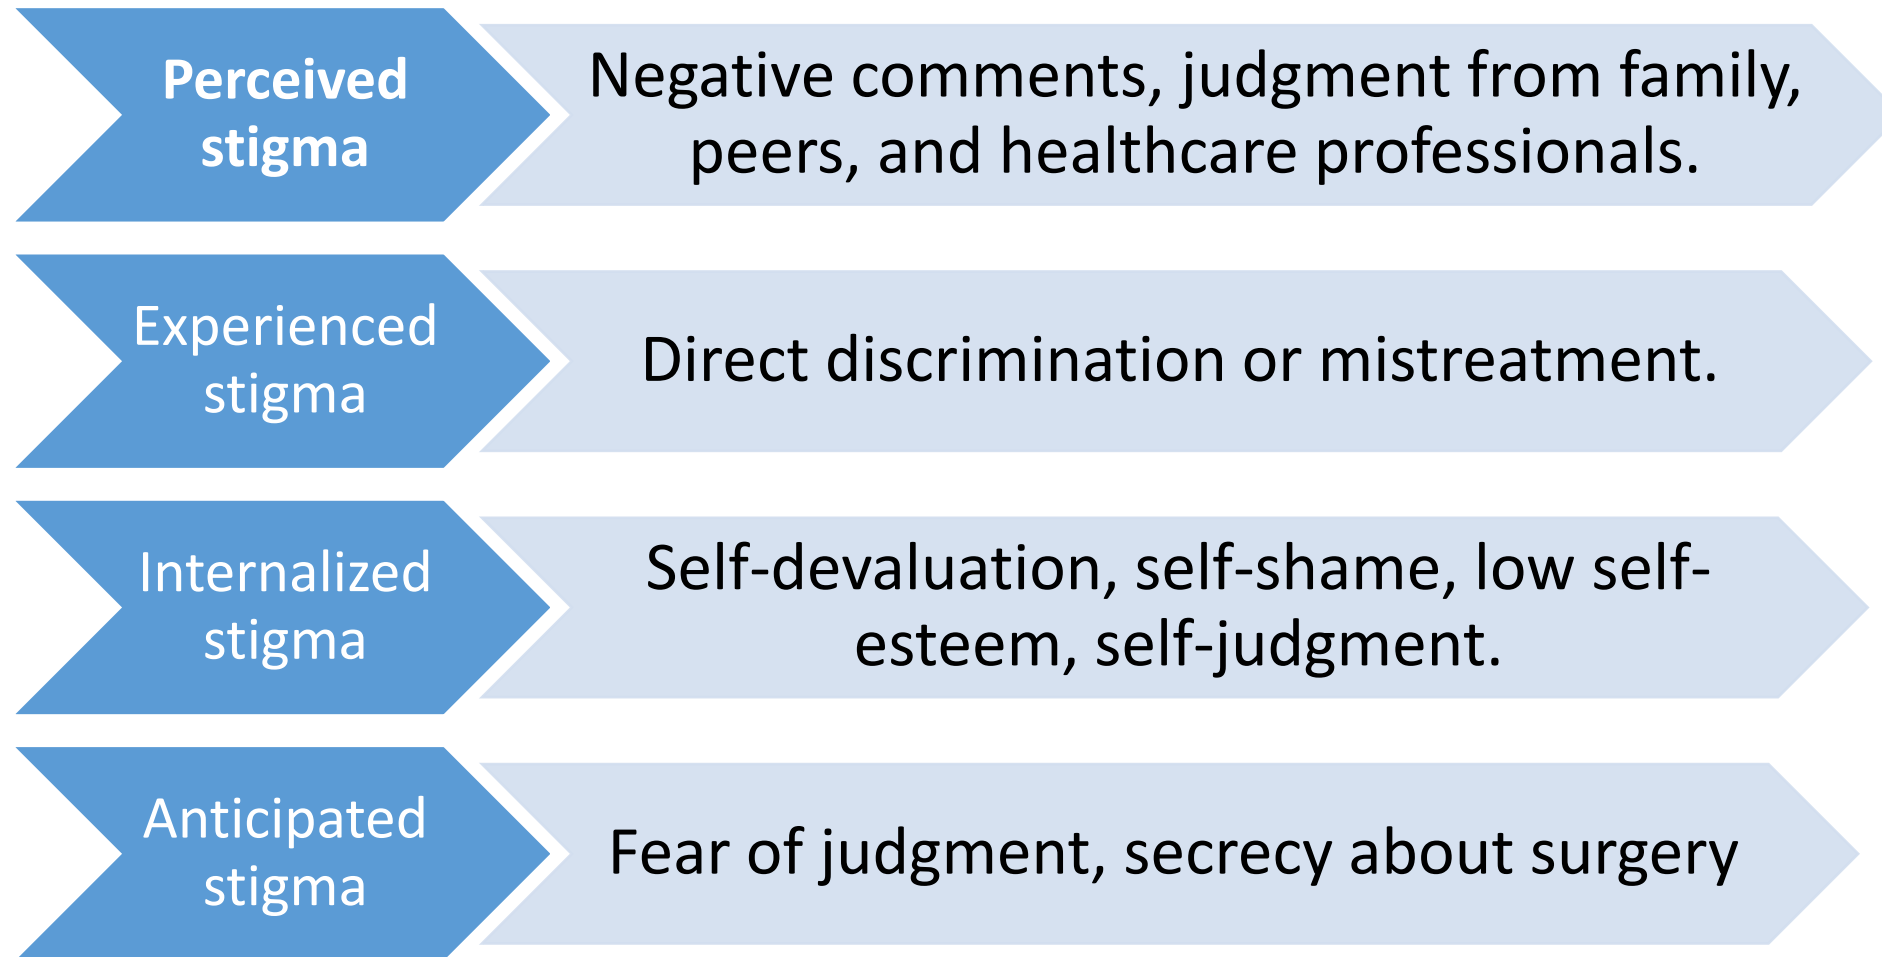 Perceived
stigma
Negative comments, judgment from family,
peers, and healthcare professionals.
Experienced
stigma
Direct discrimination or mistreatment.
Internalized
stigma
Self-devaluation, self-shame, low self-
esteem, self-judgment.
Anticipated
stigma
Fear of judgment, secrecy about surgery